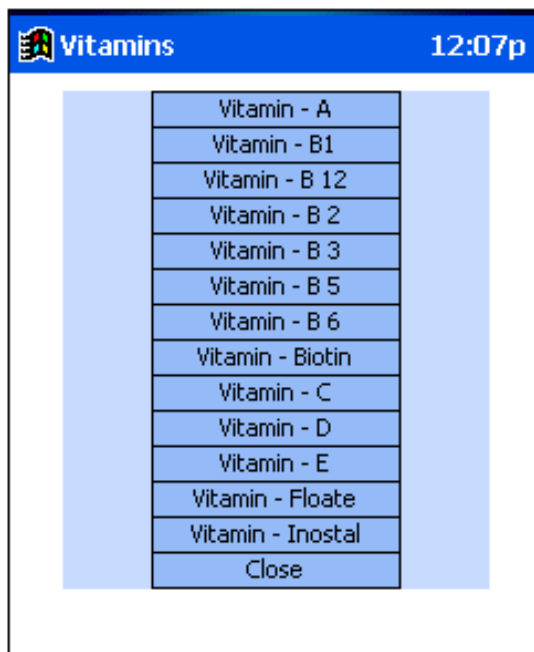 Vitamins 12:07p
Vitamin - A
Vitamin - B1
Vitamin - B 12
Vitamin - B 2
Vitamin - B 3
Vitamin - B 5
Vitamin - B 6
Vitamin - Biotin
Vitamin - C
Vitamin - D
Vitamin - E
Vitamin - Floate
Vitamin - Inostal
Close